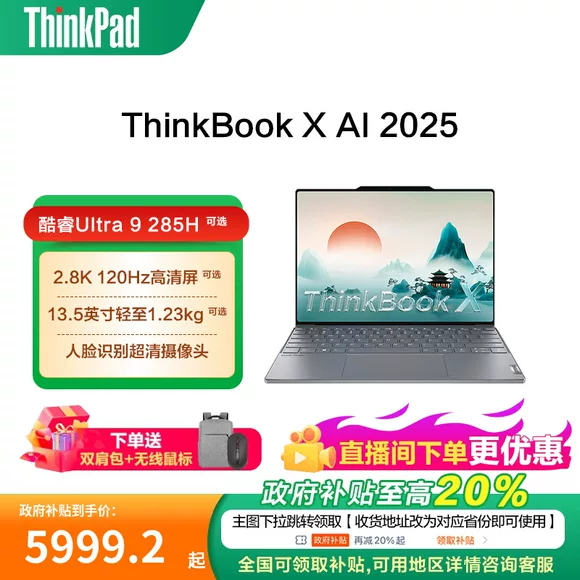 ThinkPad
ThinkBook X AI 2025
酷睿Ultra 9 285H 可选
2.8K 120Hz高清屏 可选
13.5英寸轻至1.23kg 可选
人脸识别超清摄像头
ThinkBook X
下单送
双肩包+无线鼠标
直播间下单更优惠
政府补贴至高20%
主图下拉跳转领取【收货地址改为对应省份即可使用】
政府补贴 再减20%起 领取补贴 >
政府补贴到手价/
5999.2 起
全国可领取补贴,可用地区详情咨询客服